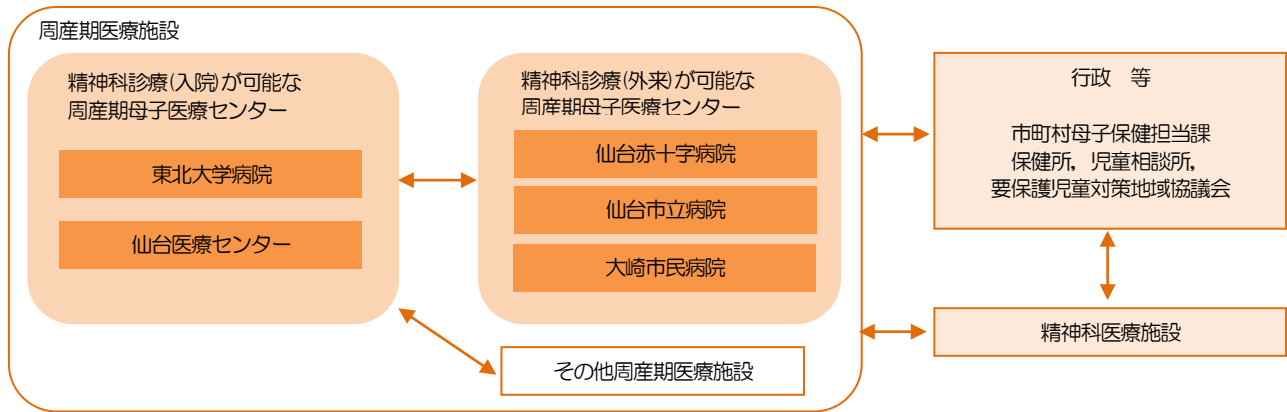 周産期医療施設
精神科診療(入院)が可能な
周産期母子医療センター
東北大学病院
仙台医療センター
精神科診療(外来)が可能な
周産期母子医療センター
仙台赤十字病院
仙台市立病院
大崎市民病院
その他周産期医療施設
行政　等
市町村母子保健担当課
保健所，児童相談所，
要保護児童対策地域協議会
精神科医療施設